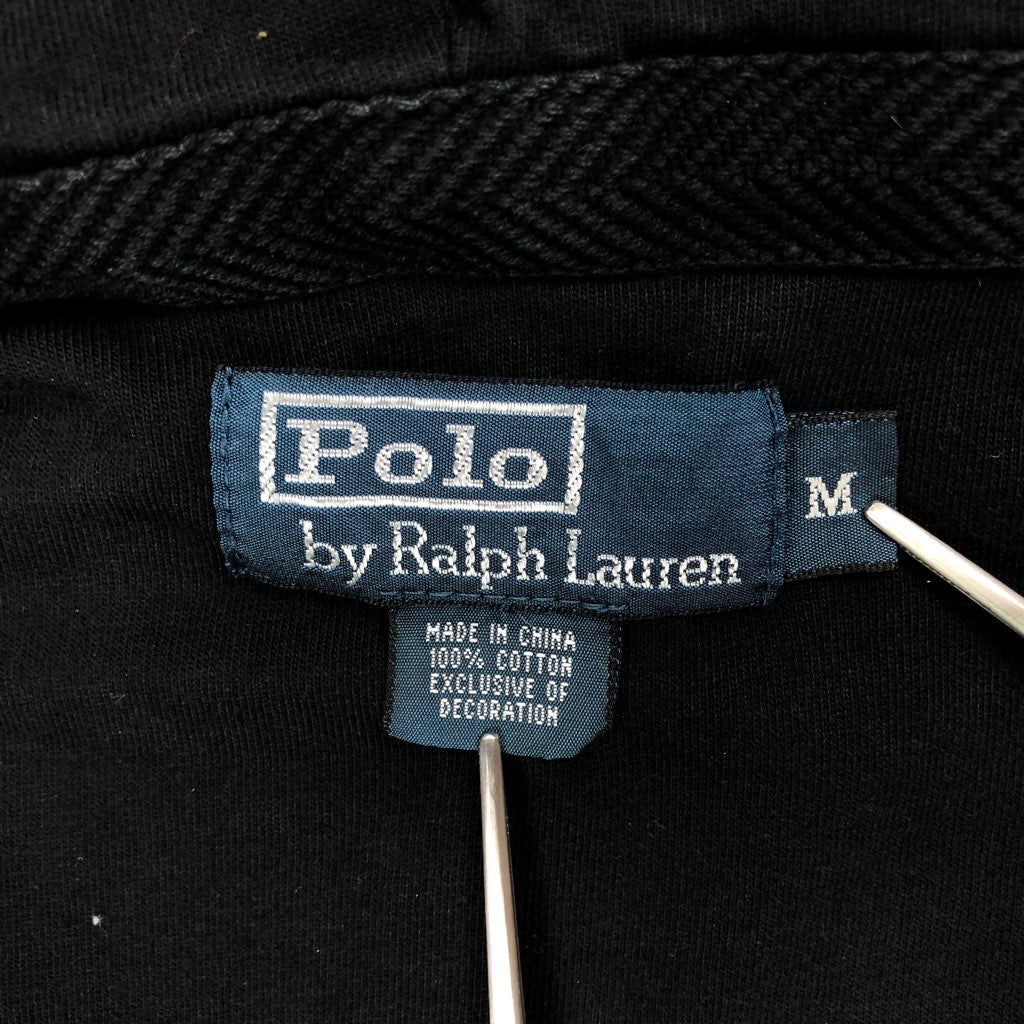 Polo
by Ralph Lauren
M
MADE IN CHINA
100% COTTON
EXCLUSIVE OF
DECORATION